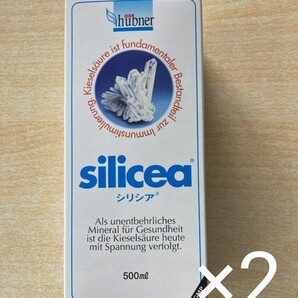 hübner
Kieselsäure ist fundamentaler Bestandteil zur Immunstimulierung
silicea®
シリシア®
Als unentbehrliches
Mineral für Gesundheit
ist die Kieselsäure heute
mit Spannung verfolgt.
500ml
×2